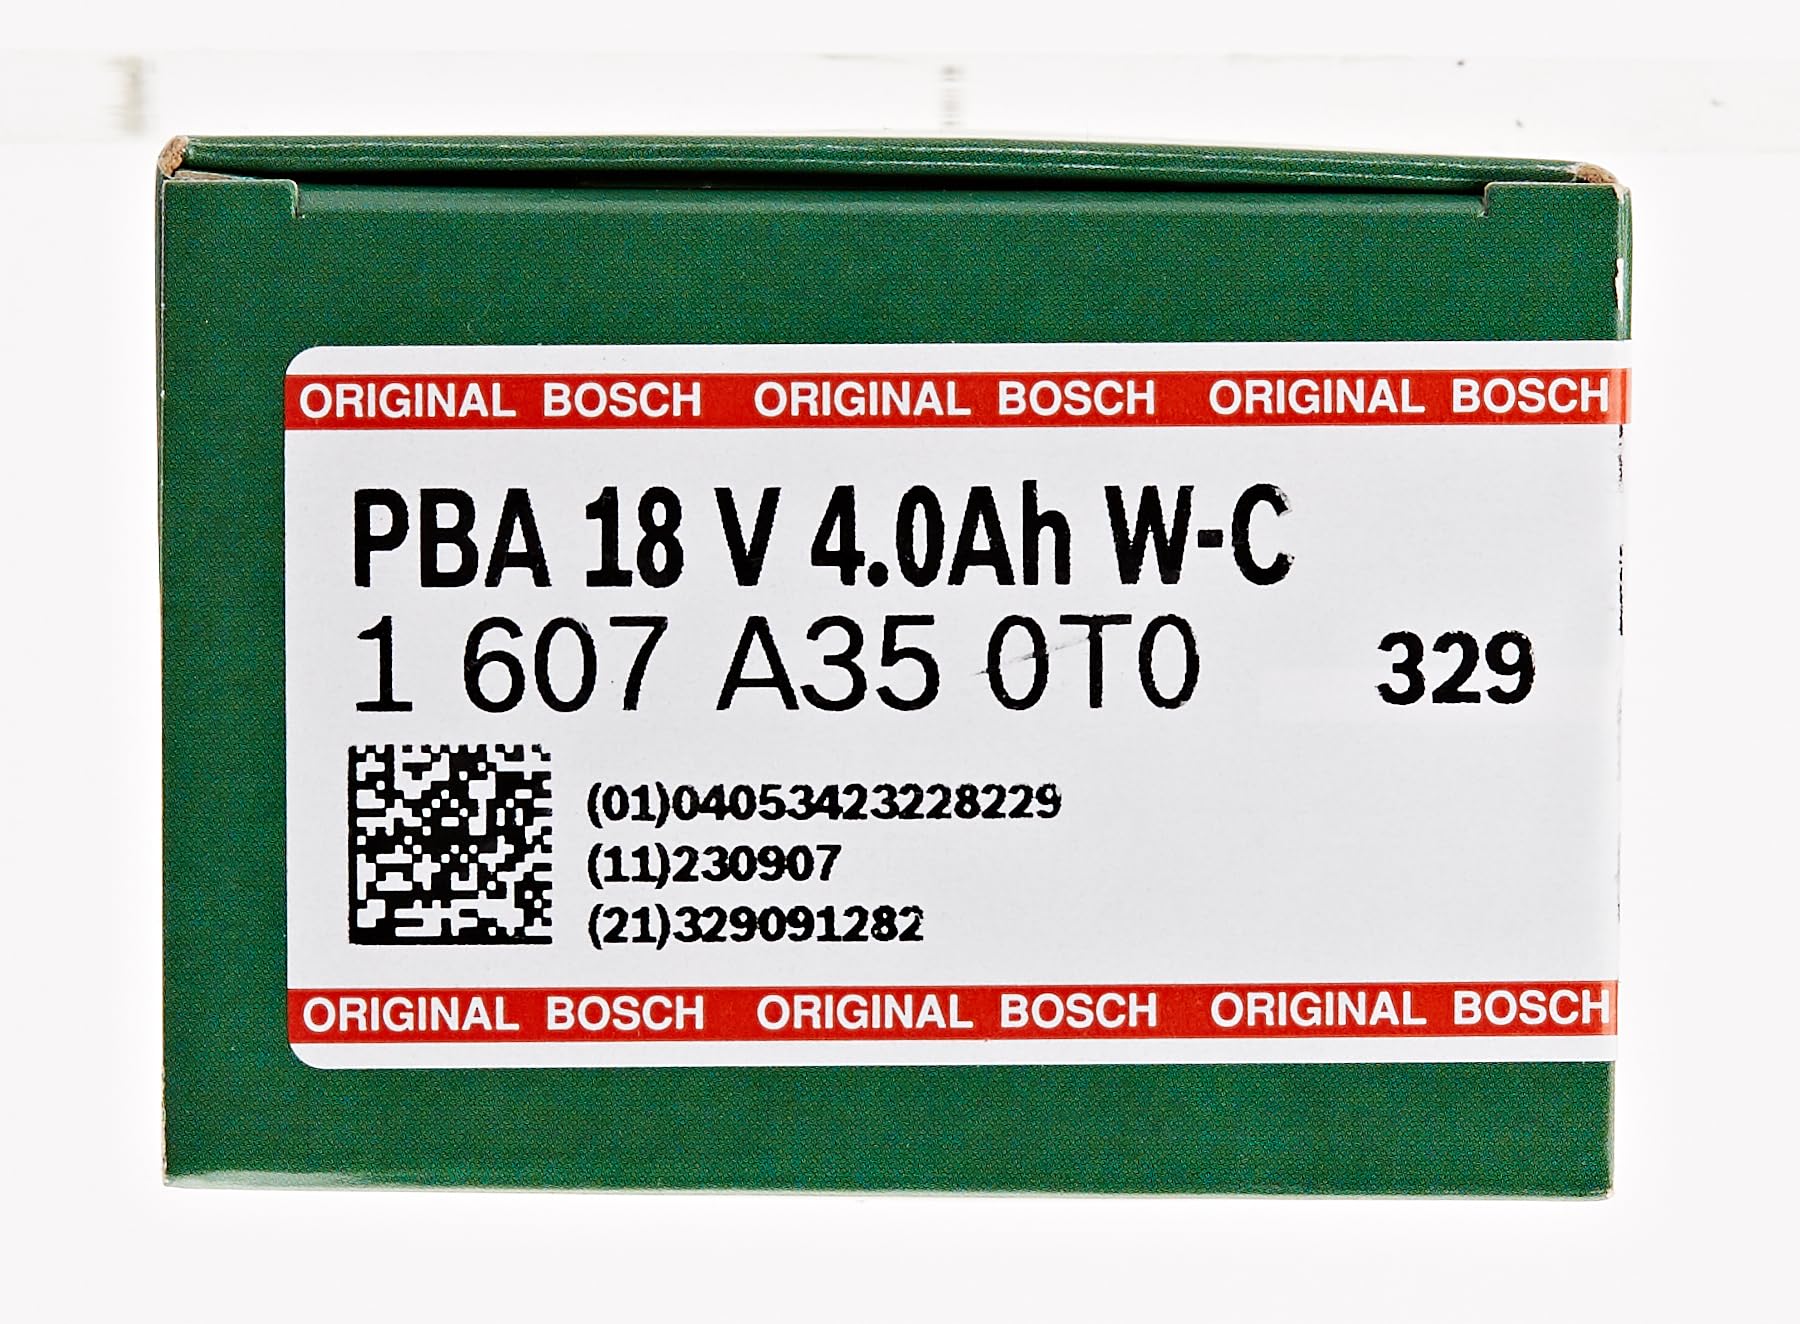 ORIGINAL BOSCH ORIGINAL BOSCH ORIGINAL BOSCH
PBA 18 V 4.0Ah W-C
1 607 A35 0T0 329
(01)04053423228229
(11)230907
(21)329091282
ORIGINAL BOSCH ORIGINAL BOSCH ORIGINAL BOSCH